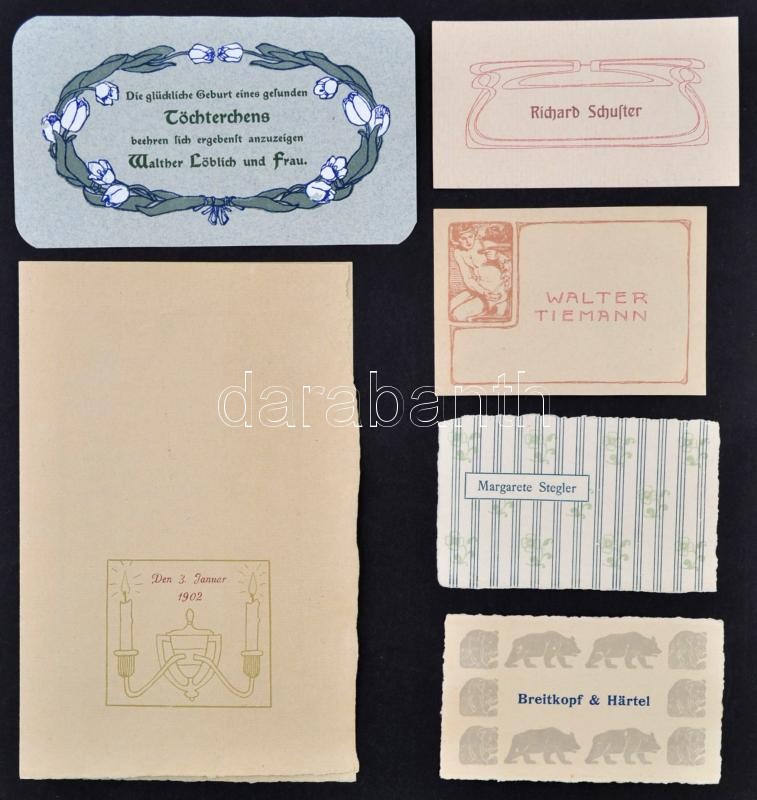 Die glückliche Geburt eines gesunden
Töchterchens
beehren sich ergebenst anzuzeigen
Walther Löblich und Frau.
Richard Schuster
WALTER
TIEMANN
darabanth
Margarete Stegler
Den 3. Januar
1902
Breitkopf & Härtel